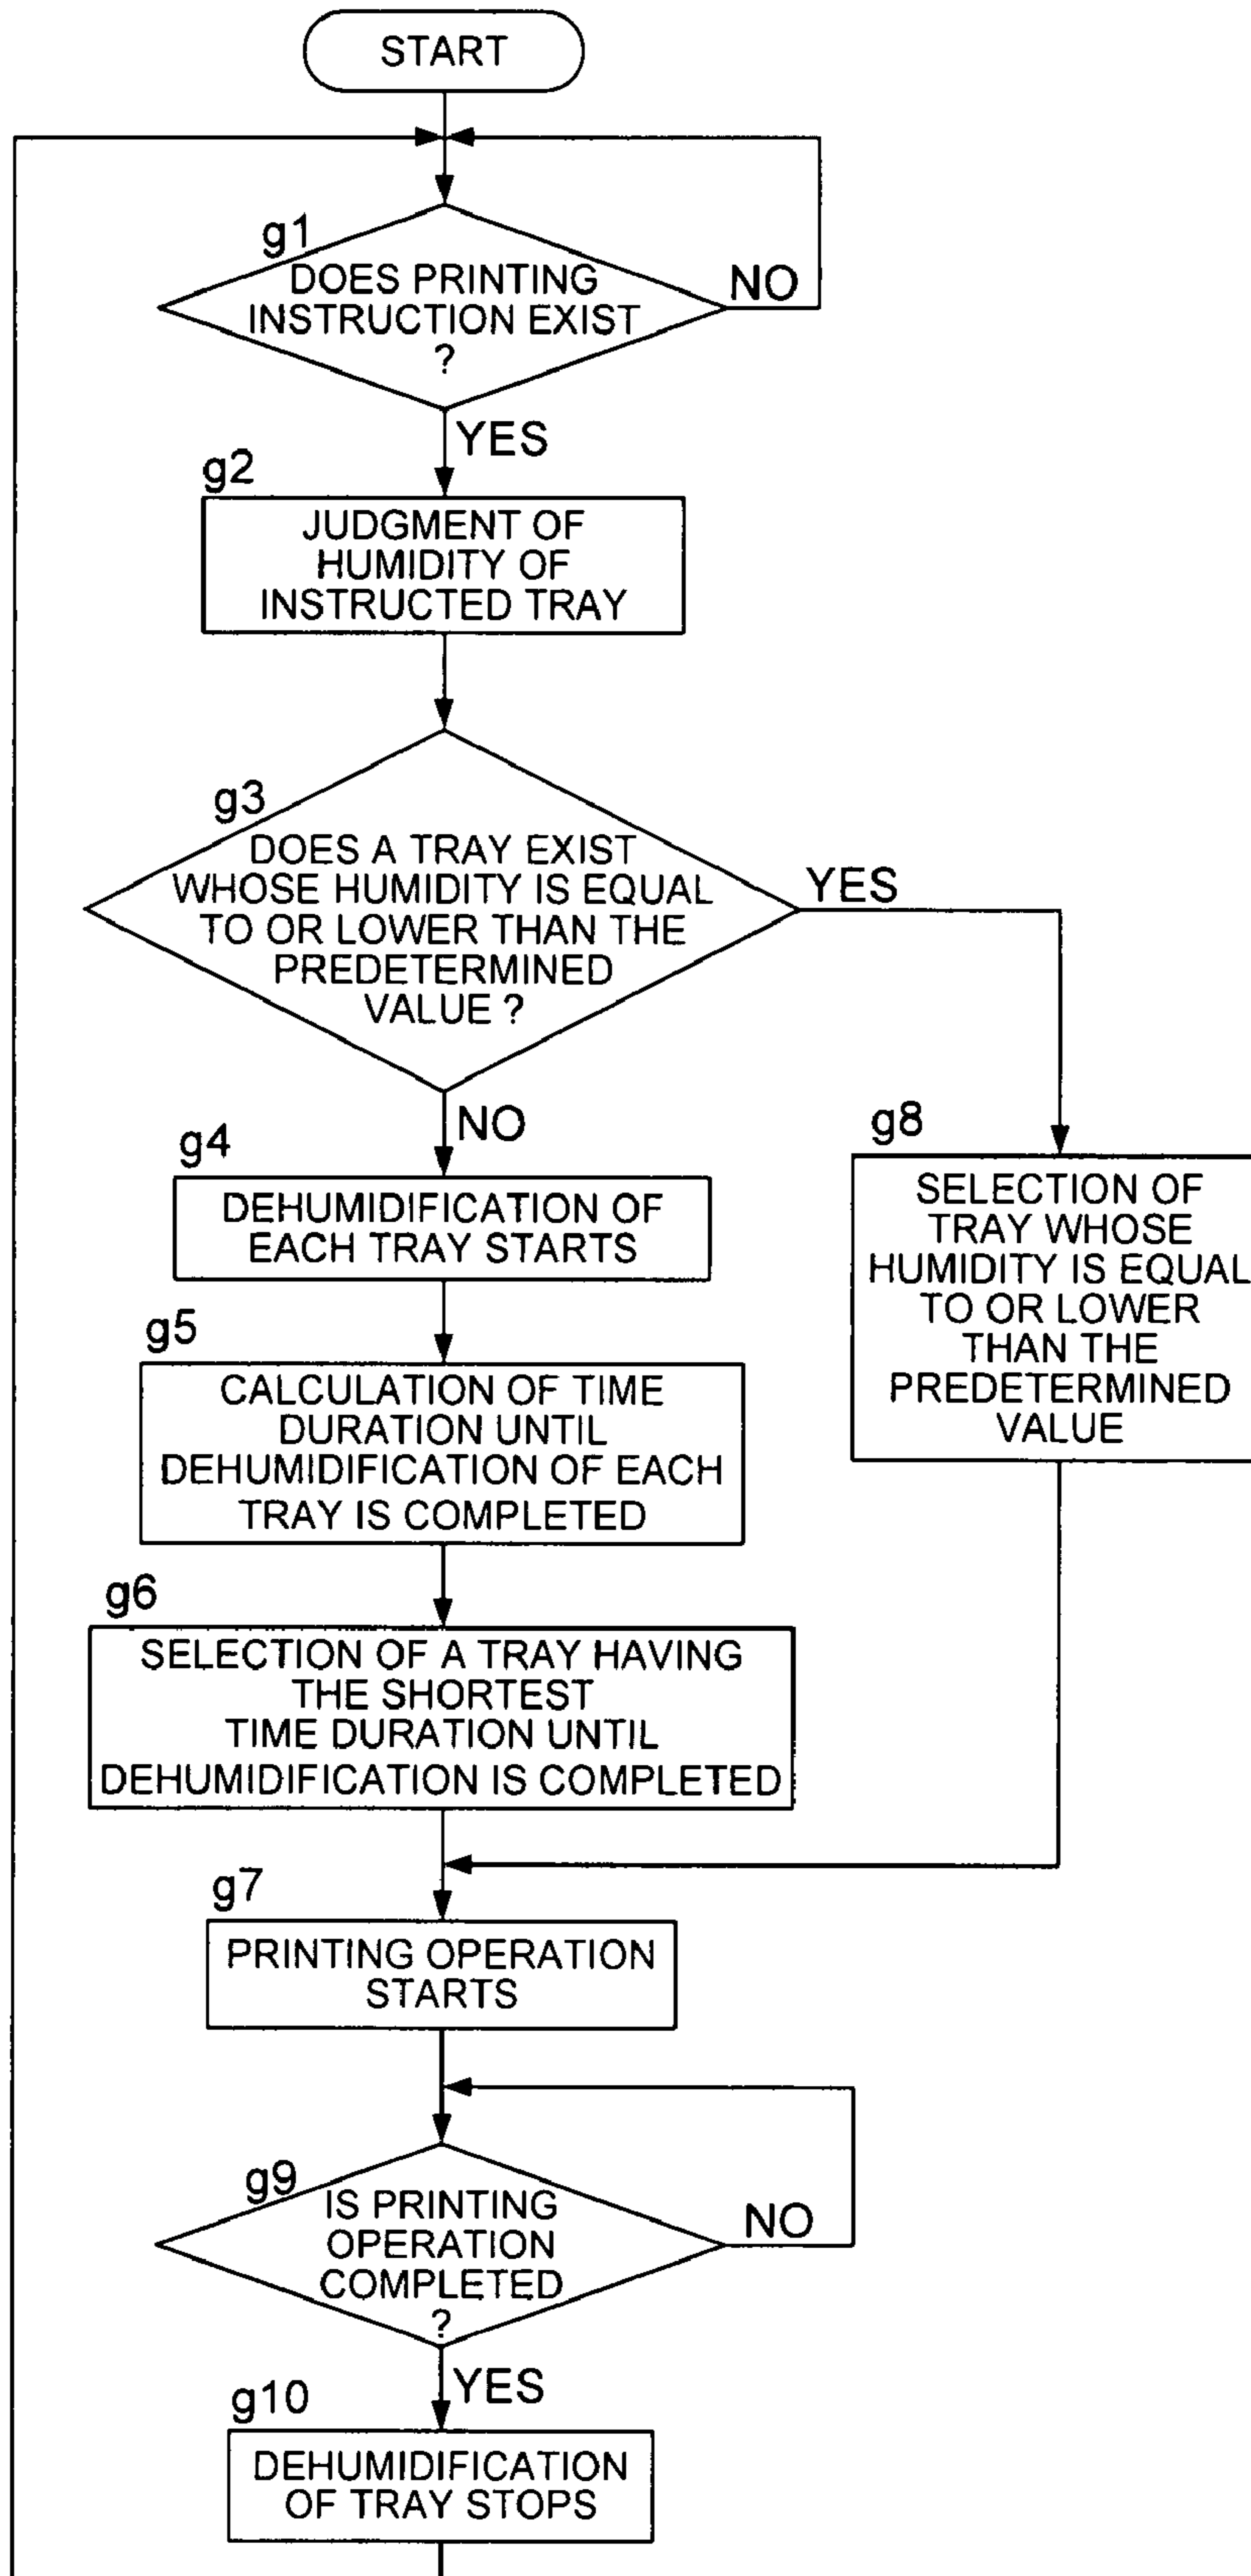 START
g1
DOES PRINTING
INSTRUCTION EXIST
?
NO
YES
g2
JUDGMENT OF
HUMIDITY OF
INSTRUCTED TRAY
g3
DOES A TRAY EXIST
WHOSE HUMIDITY IS EQUAL
TO OR LOWER THAN THE
PREDETERMINED
VALUE ?
YES
NO
g8
SELECTION OF
TRAY WHOSE
HUMIDITY IS EQUAL
TO OR LOWER
THAN THE
PREDETERMINED
VALUE
g4
DEHUMIDIFICATION OF
EACH TRAY STARTS
g5
CALCULATION OF TIME
DURATION UNTIL
DEHUMIDIFICATION OF EACH
TRAY IS COMPLETED
g6
SELECTION OF A TRAY HAVING
THE SHORTEST
TIME DURATION UNTIL
DEHUMIDIFICATION IS COMPLETED
g7
PRINTING OPERATION
STARTS
g9
IS PRINTING
OPERATION
COMPLETED
?
NO
YES
g10
DEHUMIDIFICATION
OF TRAY STOPS